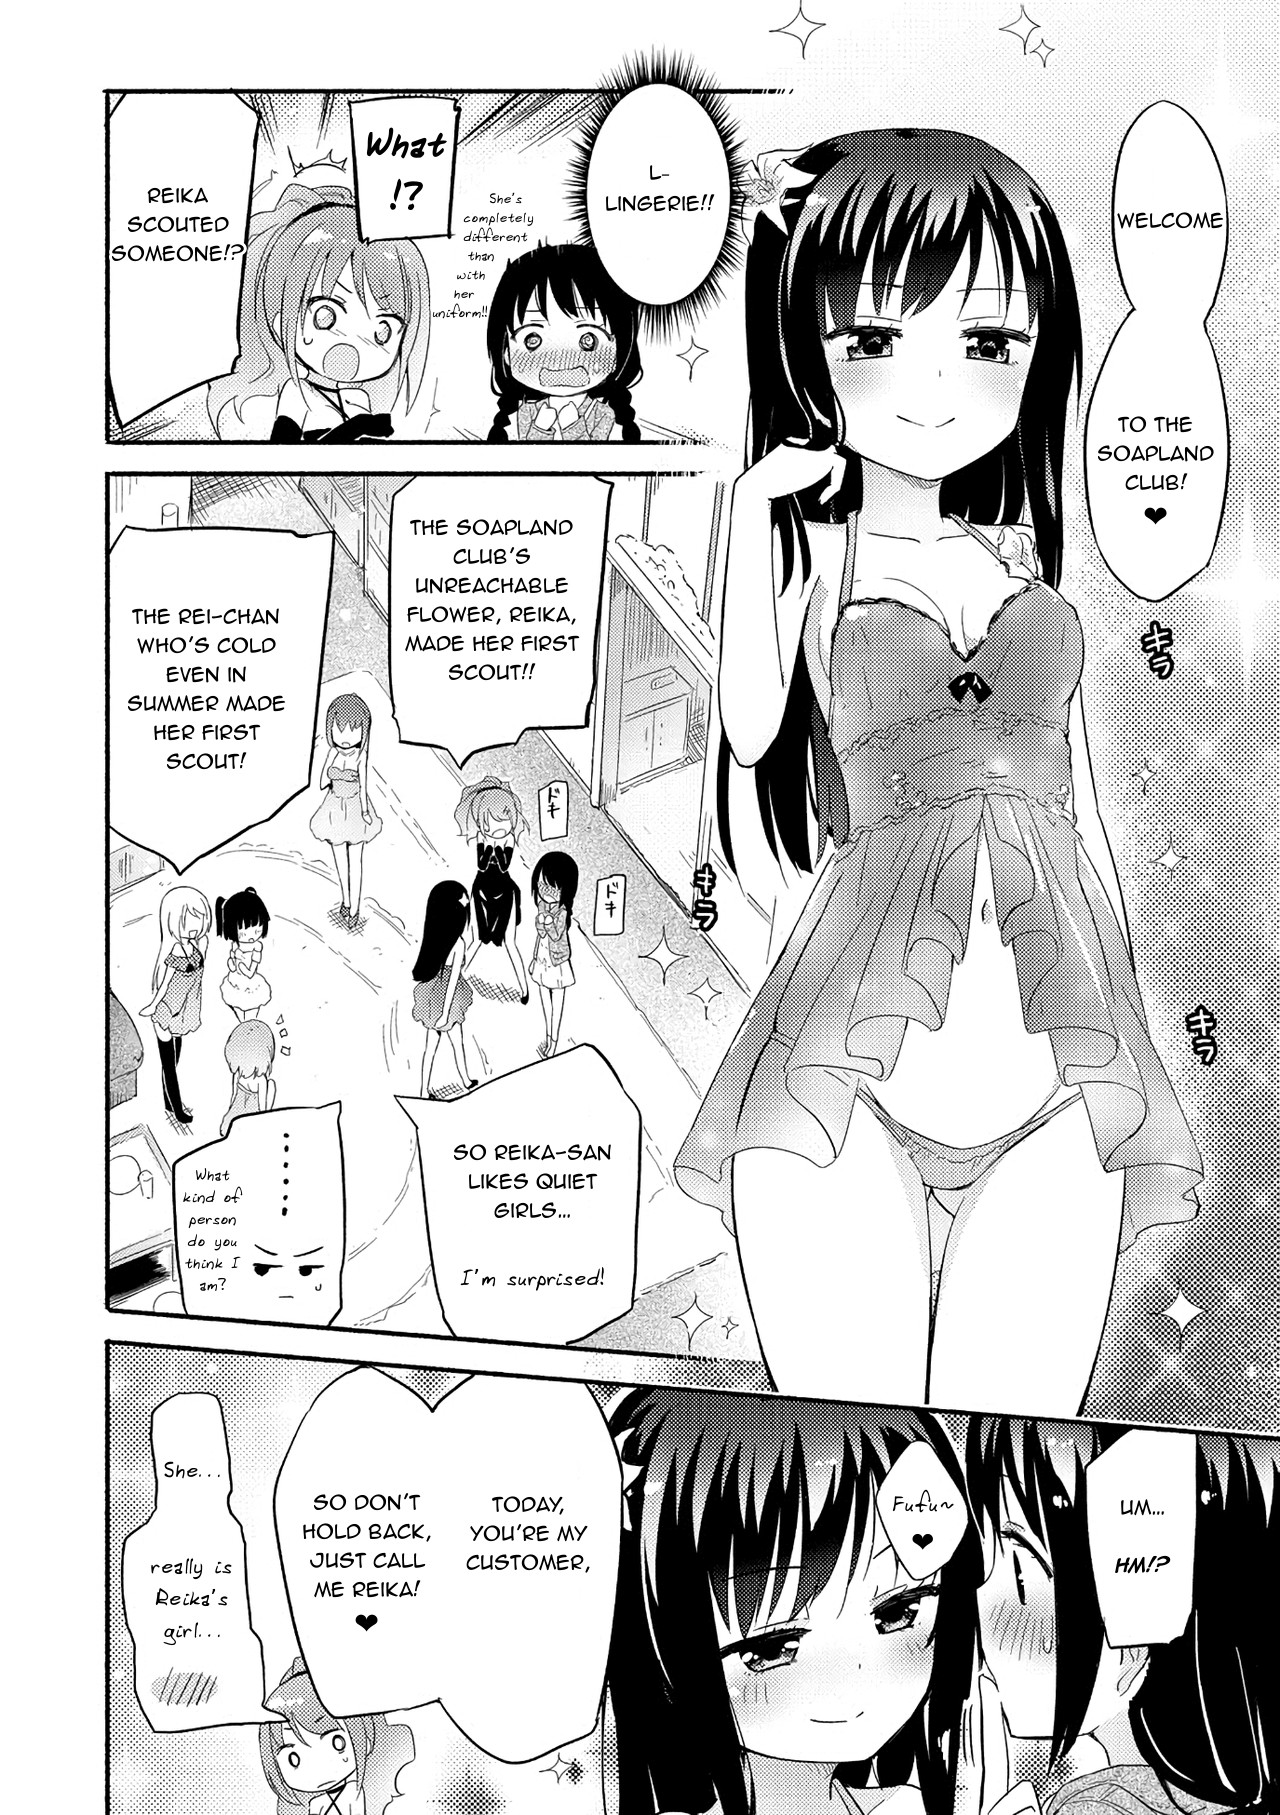 WELCOME
TO THE
SOAPLAND
CLUB!
❤
L-
LINGERIE!!
She's
completely
different
than
with
her
uniform!!
What
!?
REIKA
SCOUTED
SOMEONE!?
キラ
キラ
キラ
THE SOAPLAND
CLUB'S
UNREACHABLE
FLOWER, REIKA,
MADE HER FIRST
SCOUT!!
THE REI-CHAN
WHO'S COLD
EVEN IN
SUMMER MADE
HER FIRST
SCOUT!
ドキ
ドキ
SO REIKA-SAN
LIKES QUIET
GIRLS...
I'm surprised!
.........
What
kind of
person
do you
think I
am?
UM...
HM!?
Fufu~
❤
TODAY,
YOU'RE MY
CUSTOMER,
SO DON'T
HOLD BACK,
JUST CALL
ME REIKA!
❤
She...
really is
Reika's
girl...